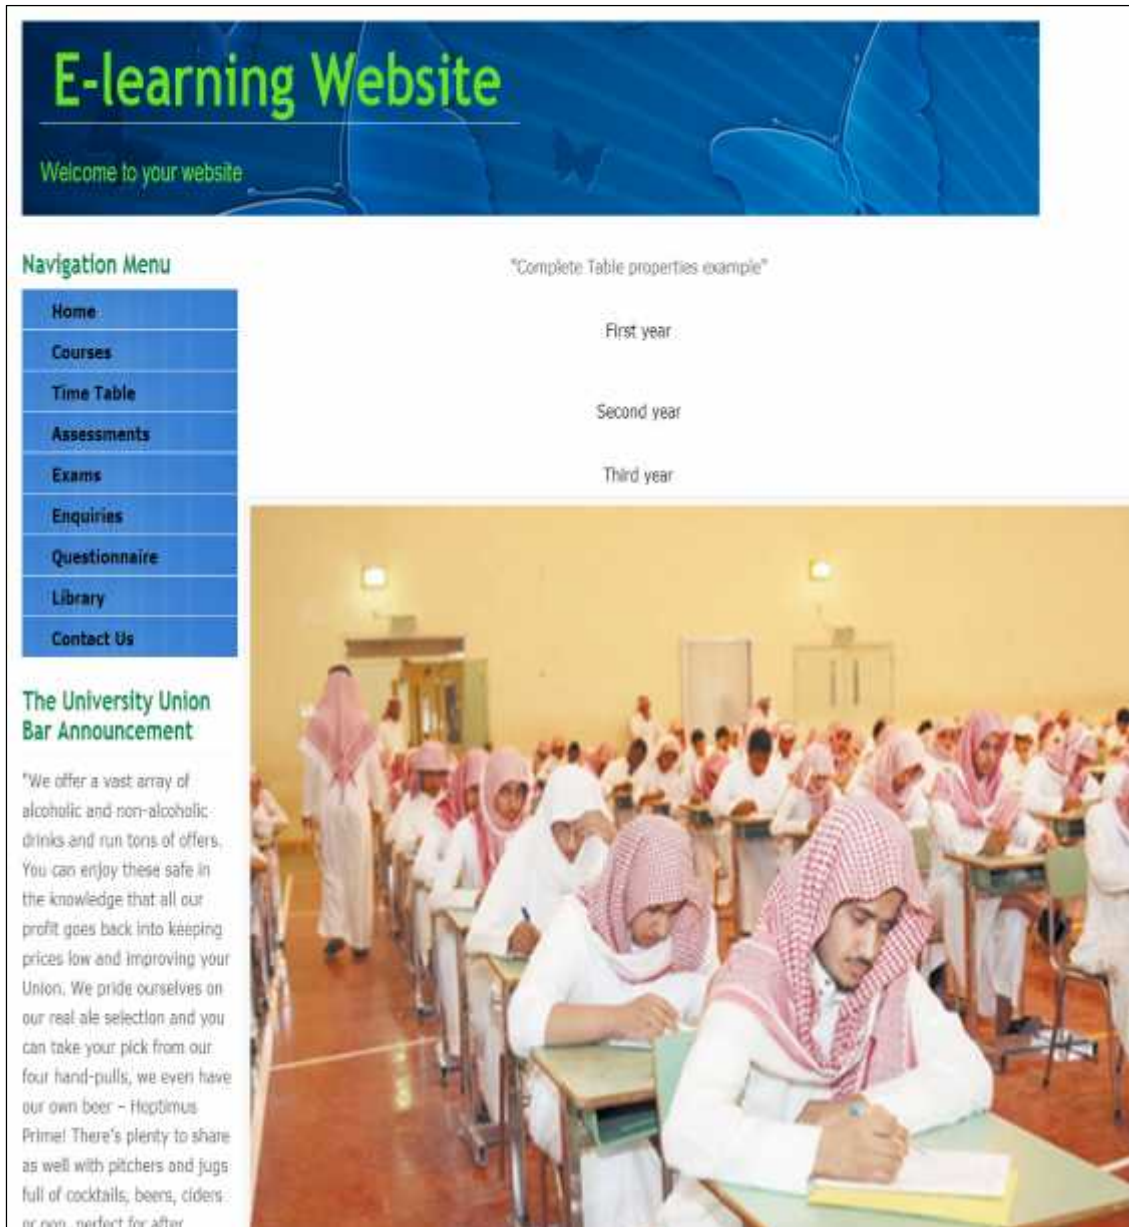 E-learning Website
Welcome to your website
Navigation Menu
Home
Courses
Time Table
Assessments
Exams
Enquiries
Questionnaire
Library
Contact Us
The University Union
Bar Announcement
"We offer a vast array of
alcoholic and non-alcoholic
drinks and run tons of offers.
You can enjoy these safe in
the knowledge that all our
profit goes back into keeping
prices low and improving your
Union. We pride ourselves on
our real ale selection and you
can take your pick from our
four hand-pulls, we even have
our own beer – Hoptimus
Prime! There's plenty to share
as well with pitchers and jugs
full of cocktails, beers, ciders
or pop, perfect for after
"Complete Table properties example"
First year
Second year
Third year